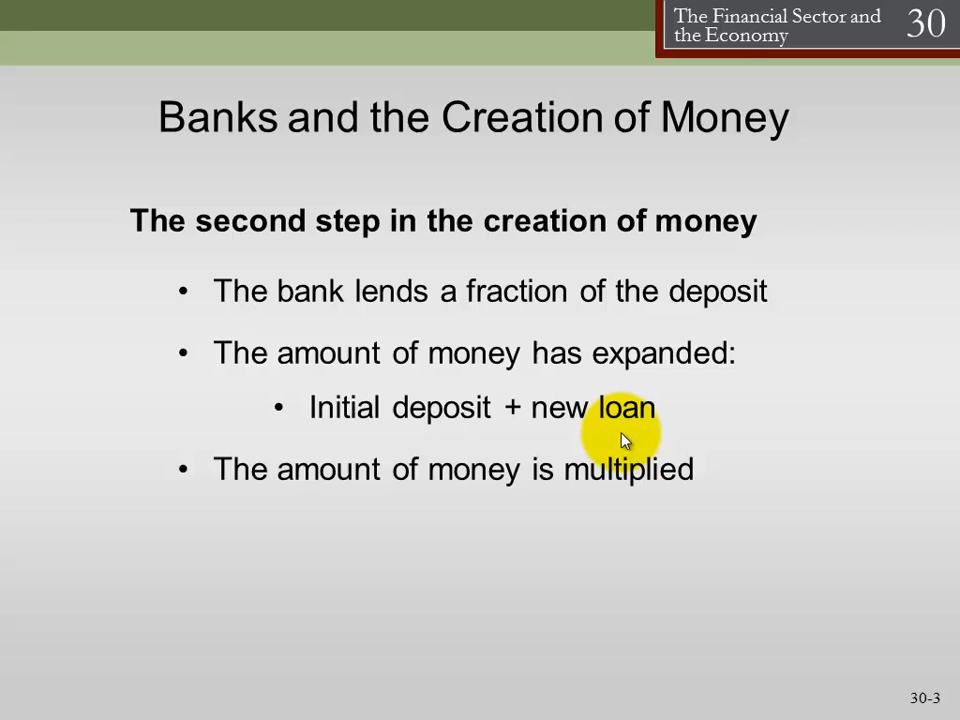 The Financial Sector and
the Economy
30
Banks and the Creation of Money
The second step in the creation of money
• The bank lends a fraction of the deposit
• The amount of money has expanded:
• Initial deposit + new loan
• The amount of money is multiplied
30-3